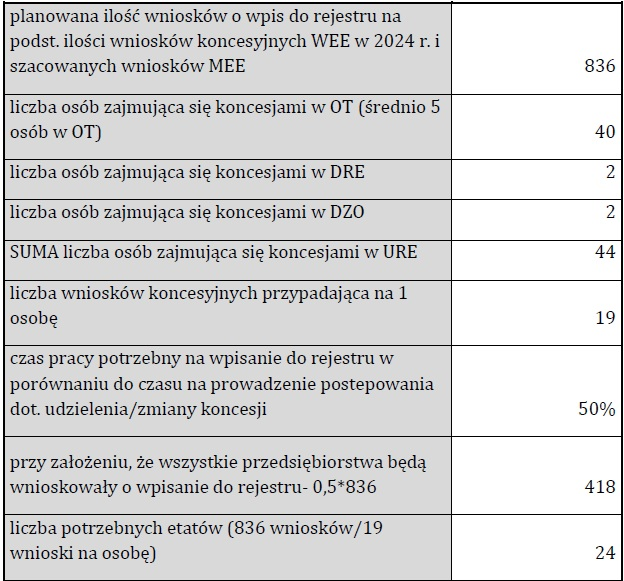 planowana ilość wniosków o wpis do rejestru na
podst. ilości wniosków koncesyjnych WEE w 2024 r. i
szacowanych wniosków MEE 836
liczba osób zajmująca się koncesjami w OT (średnio 5
osób w OT) 40
liczba osób zajmująca się koncesjami w DRE 2
liczba osób zajmująca się koncesjami w DZO 2
SUMA liczba osób zajmująca się koncesjami w URE 44
liczba wniosków koncesyjnych przypadająca na 1
osobę 19
czas pracy potrzebny na wpisanie do rejestru w
porównaniu do czasu na prowadzenie postepowania
dot. udzielenia/zmiany koncesji 50%
przy założeniu, że wszystkie przedsiębiorstwa będą
wnioskowały o wpisanie do rejestru- 0,5*836 418
liczba potrzebnych etatów (836 wniosków/19
wnioski na osobę) 24